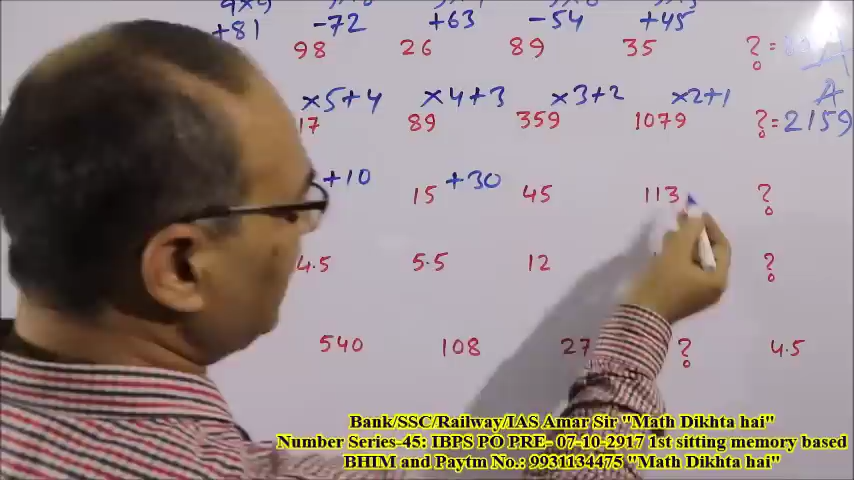 9×9
+81 -72 +63 -54 +45
98 26 89 35 ?=
×5+4 ×4+3 ×3+2 ×2+1 A
17 89 359 1079 ?=2159
+10 +30
15 45 113 ?
4.5 5.5 12 ?
540 108 27 ? 4.5
Bank/SSC/Railway/IAS Amar Sir "Math Dikhta hai"
Number Series-45: IBPS PO PRE- 07-10-2917 1st sitting memory based
BHIM and Paytm No.: 9931134475 "Math Dikhta hai"